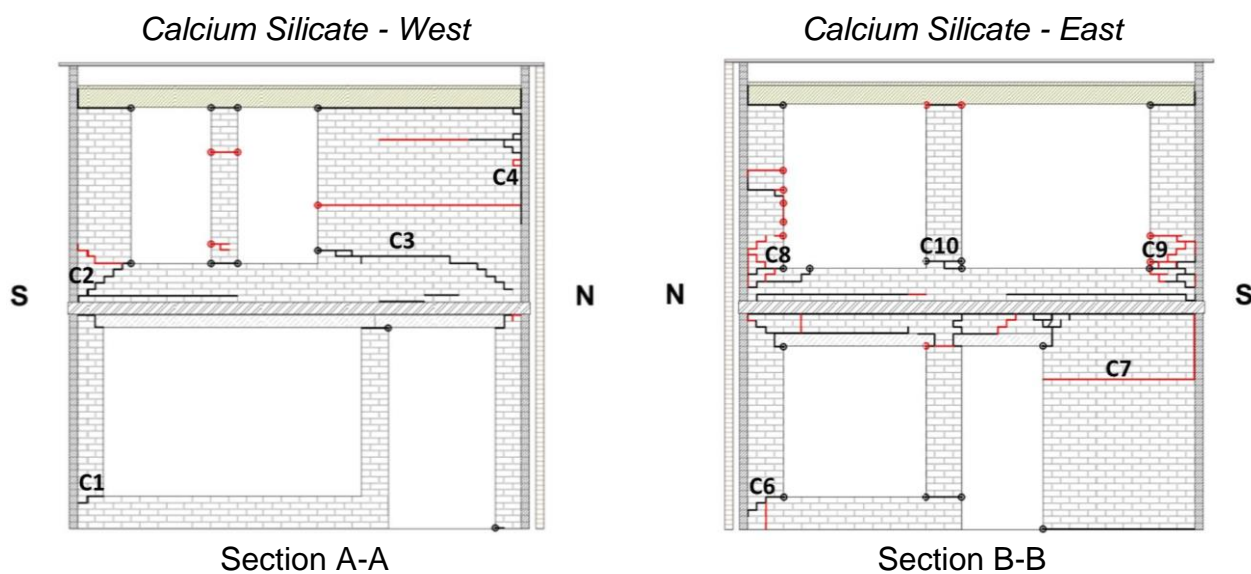 Calcium Silicate - West
Calcium Silicate - East
C4
C3
C2
S
N
C1
Section A-A
C8
C10
C9
N
S
C7
C6
Section B-B